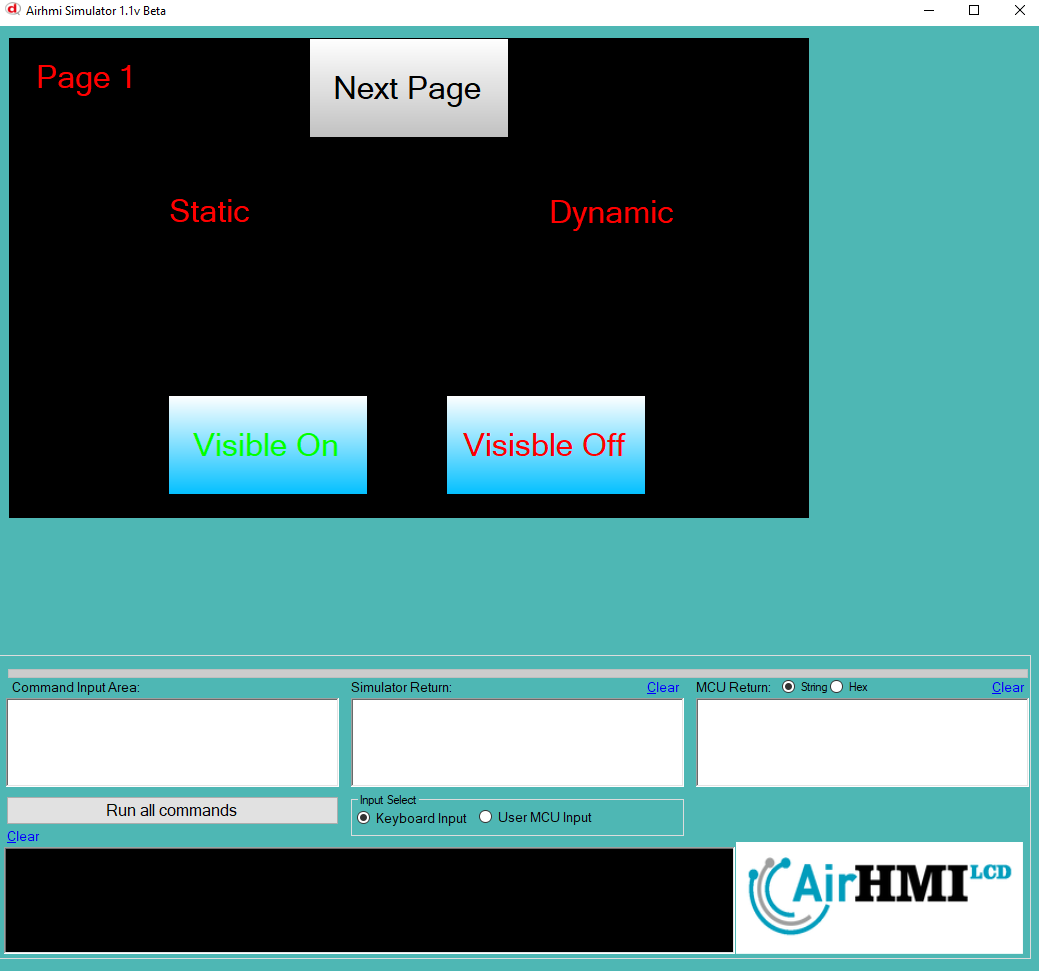 Airhmi Simulator 1.1v Beta
Page 1
Next Page
Static
Dynamic
Visible On
Visisble Off
Command Input Area:
Simulator Return:
Clear
MCU Return:
String
Hex
Clear
Run all commands
Input Select
Keyboard Input
User MCU Input
Clear
AirHMI LCD